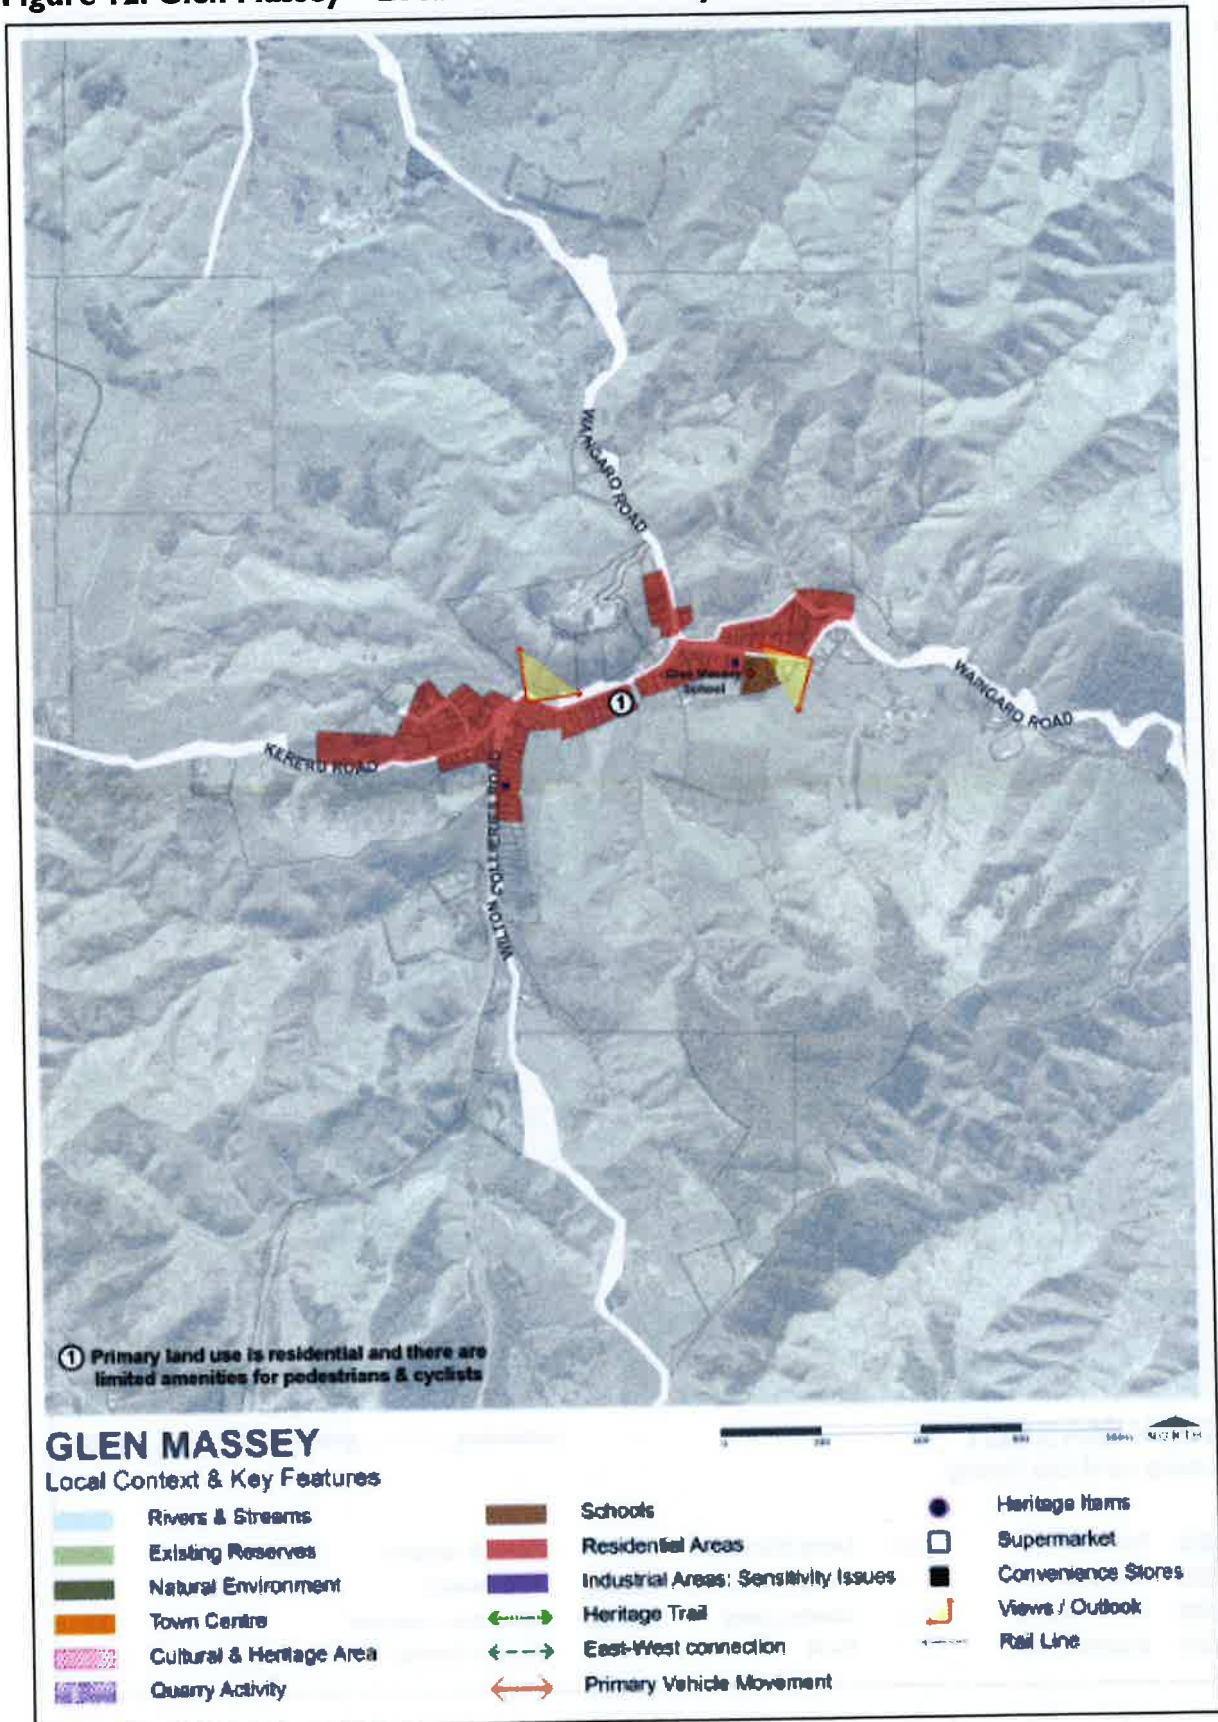 WAINGARO ROAD
WAINGARO ROAD
Glen Massey
School
1
KERERU ROAD
WILTON COLLIERIES ROAD
1 Primary land use is residential and there are
limited amenities for pedestrians & cyclists
GLEN MASSEY
Local Context & Key Features
NORTH
Rivers & Streams
Existing Reserves
Natural Environment
Town Centre
Cultural & Heritage Area
Quarry Activity
Schools
Residential Areas
Industrial Areas: Sensitivity Issues
Heritage Trail
East-West connection
Primary Vehicle Movement
Heritage Items
Supermarket
Convenience Stores
Views / Outlook
Rail Line